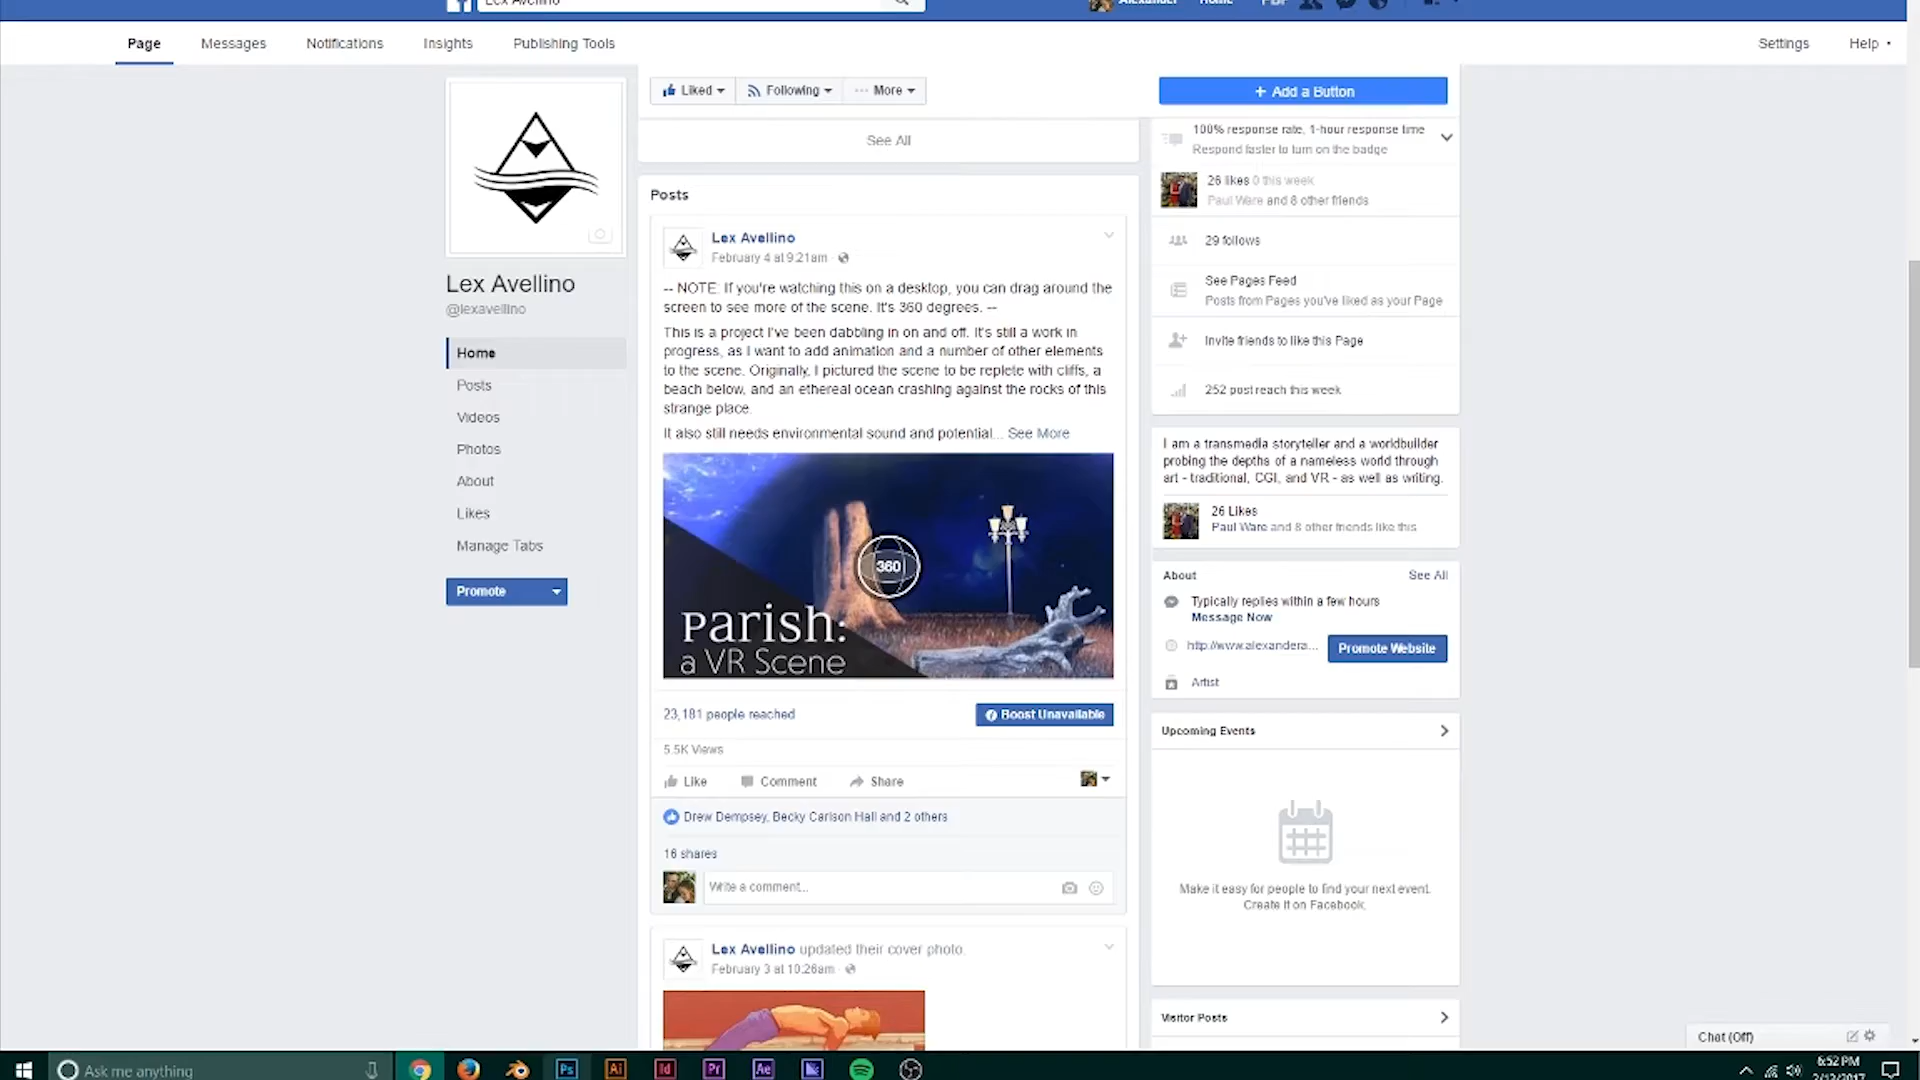 Lex Avellino
Alexander
Home
Page
Messages
Notifications
Insights
Publishing Tools
Settings
Help
Liked
Following
More
+ Add a Button
See All
Lex Avellino
@lexavellino
Home
Posts
Videos
Photos
About
Likes
Manage Tabs
Promote
Posts
Lex Avellino
February 4 at 9:21am
-- NOTE: If you're watching this on a desktop, you can drag around the
screen to see more of the scene. It's 360 degrees. --
This is a project I've been dabbling in on and off. It's still a work in
progress, as I want to add animation and a number of other elements
to the scene. Originally, I pictured the scene to be replete with cliffs, a
beach below, and an ethereal ocean crashing against the rocks of this
strange place.
It also still needs environmental sound and potential... See More
360
Parish:
a VR Scene
23,181 people reached
Boost Unavailable
5.5K Views
Like
Comment
Share
Drew Dempsey, Becky Carlson Hall and 2 others
16 shares
Write a comment...
Lex Avellino updated their cover photo.
February 3 at 10:26am
100% response rate, 1-hour response time
Respond faster to turn on the badge
26 likes 0 this week
Paul Ware and 8 other friends
29 follows
See Pages Feed
Posts from Pages you've liked as your Page
Invite friends to like this Page
252 post reach this week
I am a transmedia storyteller and a worldbuilder
probing the depths of a nameless world through
art - traditional, CGI, and VR - as well as writing.
26 Likes
Paul Ware and 8 other friends like this
About
See All
Typically replies within a few hours
Message Now
http://www.alexandera...
Promote Website
Artist
Upcoming Events
Make it easy for people to find your next event.
Create it on Facebook.
Visitor Posts
Chat (Off)
Ask me anything
Ps
Ai
Id
Pr
Ae
6:52 PM
2/13/2017